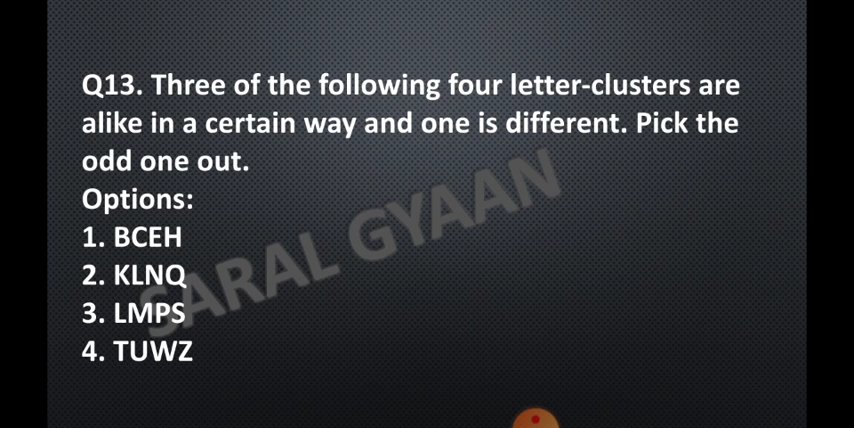 Q13. Three of the following four letter-clusters are
alike in a certain way and one is different. Pick the
odd one out.
Options:
1. BCEH
2. KLNQ
3. LMPS
4. TUWZ
SARAL GYAAN